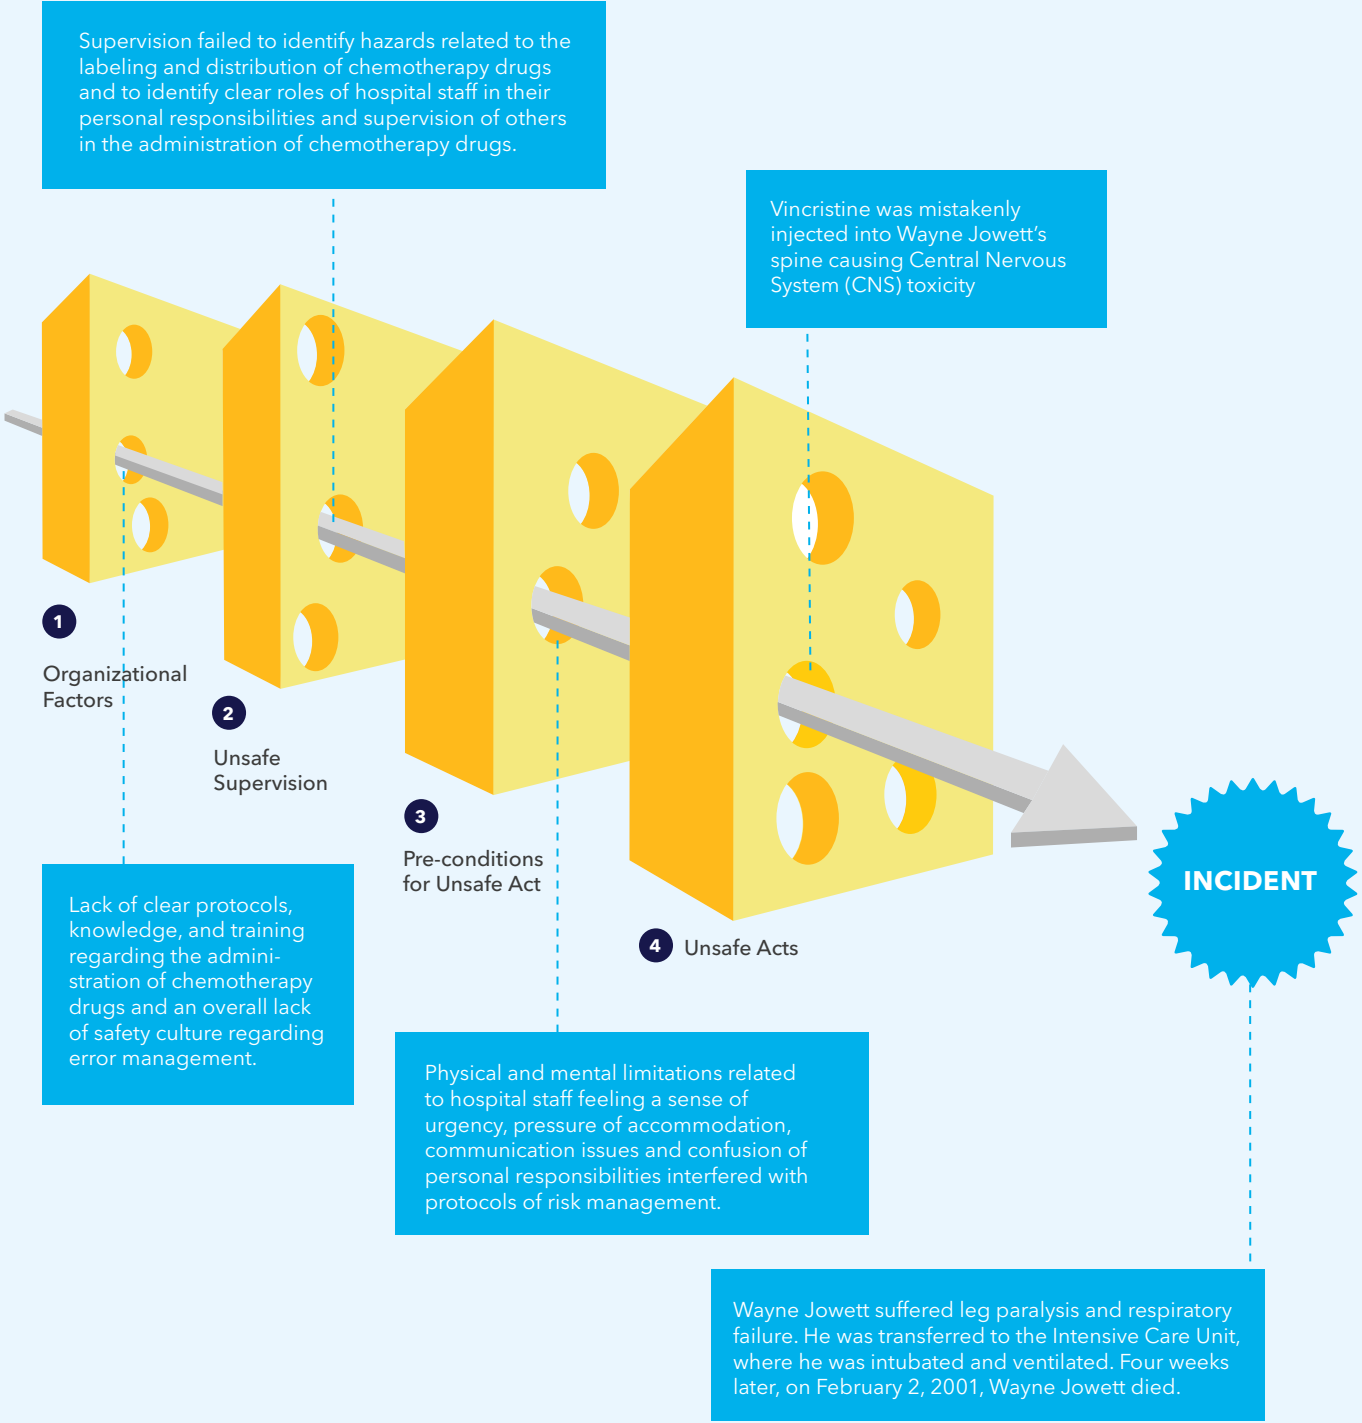 Supervision failed to identify hazards related to the
labeling and distribution of chemotherapy drugs
and to identify clear roles of hospital staff in their
personal responsibilities and supervision of others
in the administration of chemotherapy drugs.
Vincristine was mistakenly
injected into Wayne Jowett’s
spine causing Central Nervous
System (CNS) toxicity
1
Organizational
Factors
2
Unsafe
Supervision
3
Pre-conditions
for Unsafe Act
4 Unsafe Acts
INCIDENT
Lack of clear protocols,
knowledge, and training
regarding the admini-
stration of chemotherapy
drugs and an overall lack
of safety culture regarding
error management.
Physical and mental limitations related
to hospital staff feeling a sense of
urgency, pressure of accommodation,
communication issues and confusion of
personal responsibilities interfered with
protocols of risk management.
Wayne Jowett suffered leg paralysis and respiratory
failure. He was transferred to the Intensive Care Unit,
where he was intubated and ventilated. Four weeks
later, on February 2, 2001, Wayne Jowett died.